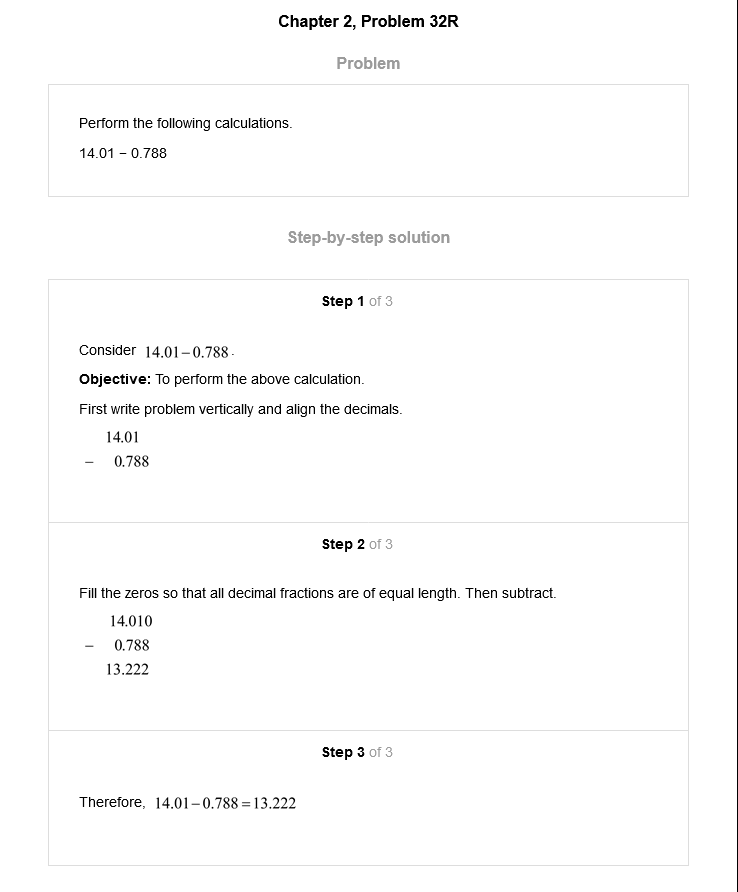 Chapter 2, Problem 32R
Problem
Perform the following calculations.
14.01 − 0.788
Step-by-step solution
Step 1 of 3
Consider 14.01−0.788.
Objective: To perform the above calculation.
First write problem vertically and align the decimals.
14.01
− 0.788
Step 2 of 3
Fill the zeros so that all decimal fractions are of equal length. Then subtract.
14.010
− 0.788
13.222
Step 3 of 3
Therefore, 14.01−0.788=13.222